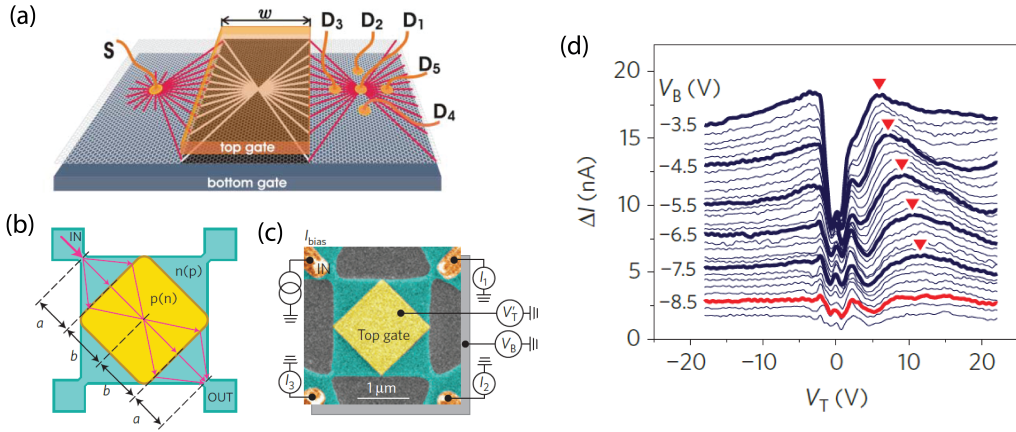 (a)
w
S
D3
D2
D1
D5
D4
top gate
bottom gate
(b)
IN
n(p)
p(n)
a
b
b
a
OUT
(c)
Ibias
IN
I1
Top gate
VT
VB
I3
1 μm
I2
(d)
VB (V)
−3.5
−4.5
−5.5
−6.5
−7.5
−8.5
ΔI (nA)
20
15
10
5
0
−20
−10
0
10
20
VT (V)